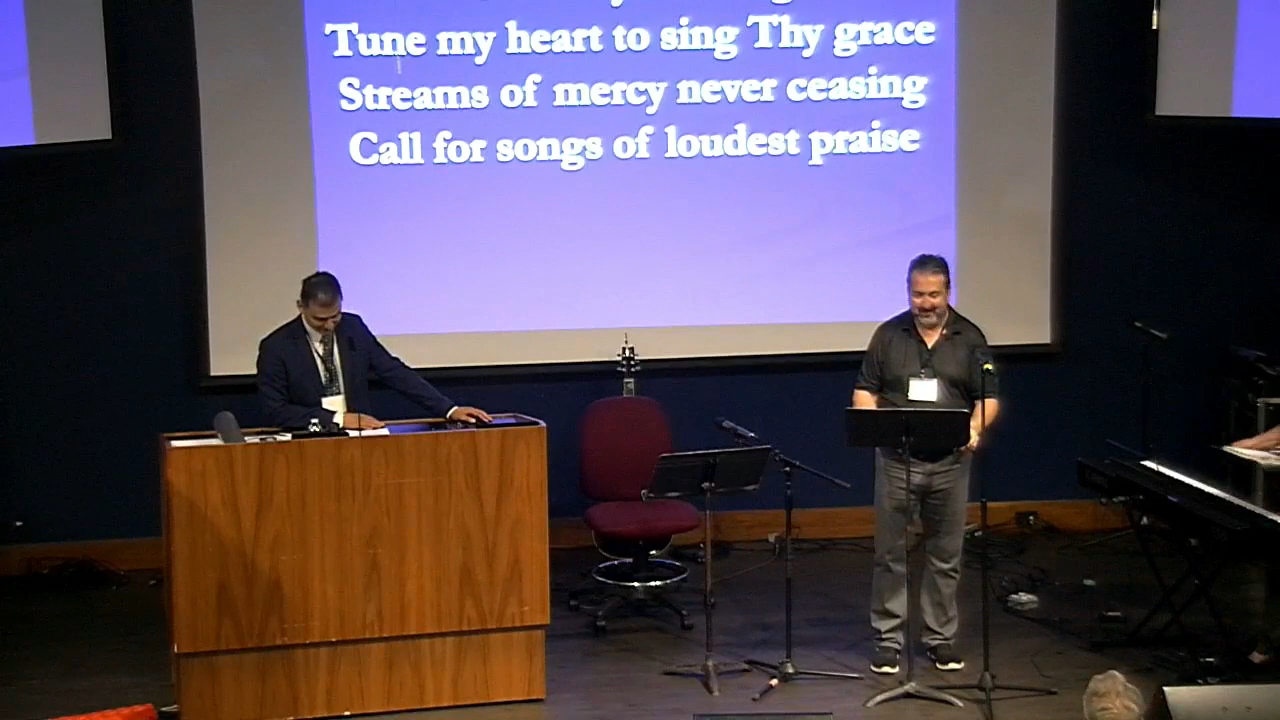 Tune my heart to sing Thy grace
Streams of mercy never ceasing
Call for songs of loudest praise